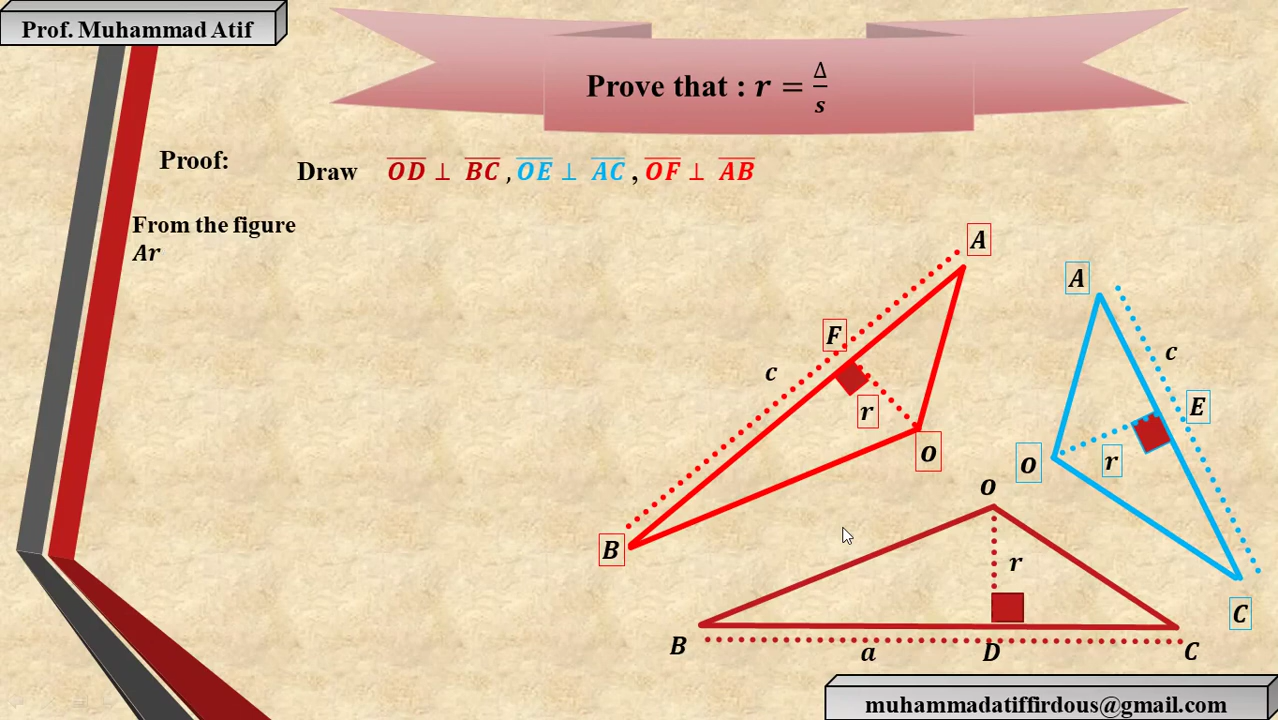 Prof. Muhammad Atif
Prove that : r = Δ/s
Proof:
Draw OD ⊥ BC , OE ⊥ AC , OF ⊥ AB
From the figure
Ar
A
A
F
c
c
E
r
O
O
r
O
B
r
C
B
a
D
C
muhammadatiffirdous@gmail.com